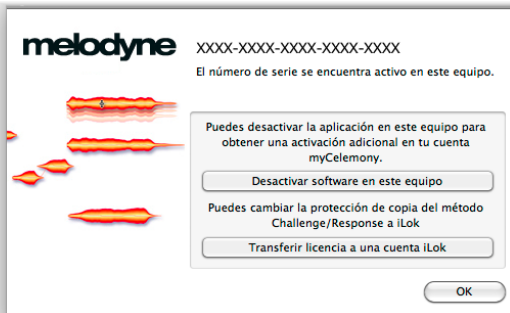 melodyne
XXXX-XXXX-XXXX-XXXX-XXXX
El número de serie se encuentra activo en este equipo.
Puedes desactivar la aplicación en este equipo para
obtener una activación adicional en tu cuenta
myCelemony.
Desactivar software en este equipo
Puedes cambiar la protección de copia del método
Challenge/Response a iLok
Transferir licencia a una cuenta iLok
OK